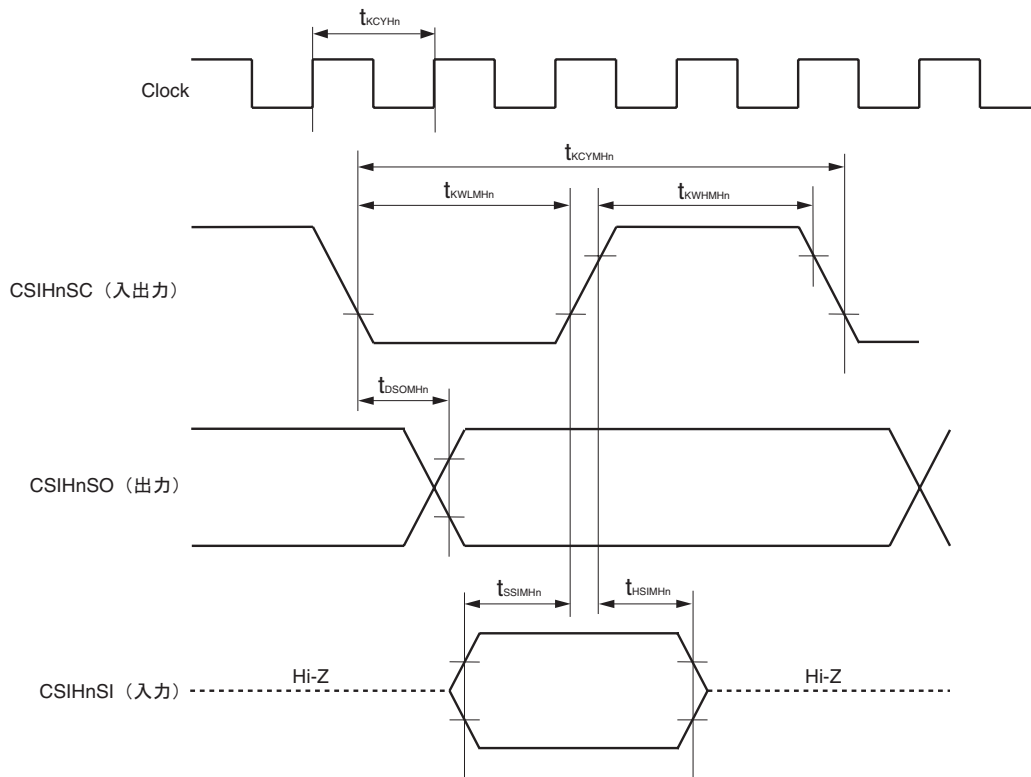 tKCYHn
Clock
tKCYMHn
tKWLMHn
tKWHMHn
CSIHnSC（入出力）
tDSOMHn
CSIHnSO（出力）
tSSIMHn
tHSIMHn
Hi-Z
Hi-Z
CSIHnSI（入力）